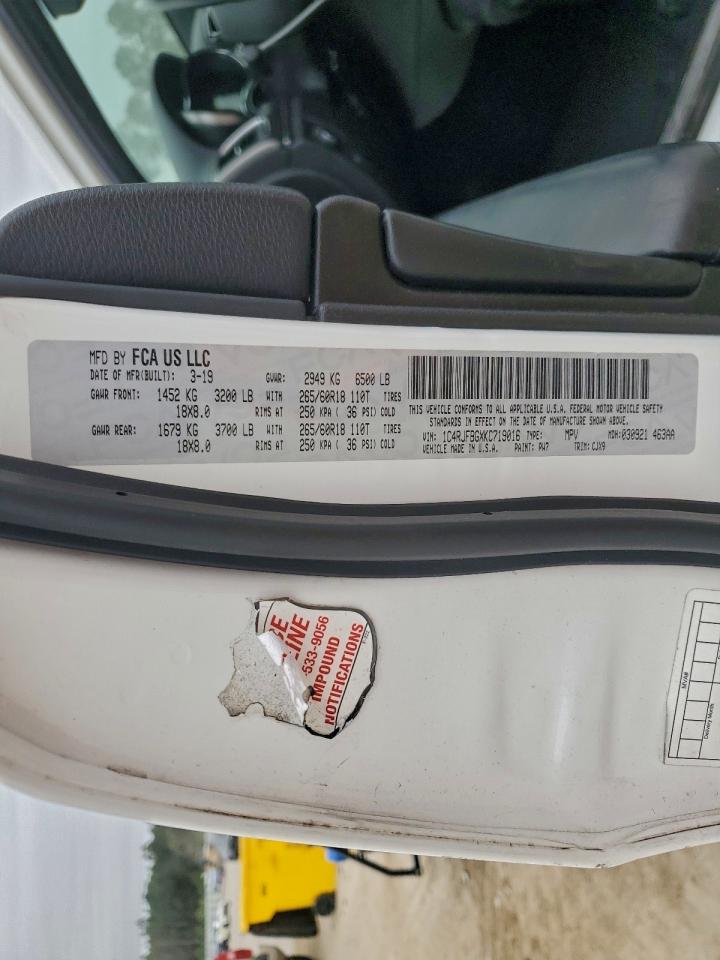 MFD BY FCA US LLC
DATE OF MFR(BUILT): 3-19 GVWR: 2949 KG 6500 LB
GAWR FRONT: 1452 KG 3200 LB WITH 265/60R18 110T TIRES
18X8.0 RIMS AT 250 KPA ( 36 PSI) COLD
GAWR REAR: 1679 KG 3700 LB WITH 265/60R18 110T TIRES
18X8.0 RIMS AT 250 KPA ( 36 PSI) COLD
THIS VEHICLE CONFORMS TO ALL APPLICABLE U.S.A. FEDERAL MOTOR VEHICLE SAFETY
STANDARDS IN EFFECT ON THE DATE OF MANUFACTURE SHOWN ABOVE.
VIN: 1C4RJFBGXKC719016 TYPE: MPV MDH:030921 463AA
VEHICLE MADE IN U.S.A. PAINT: PW7 TRIM: CJX9
533-9056
IMPOUND
NOTIFICATIONS
MVA#
Delivery Month